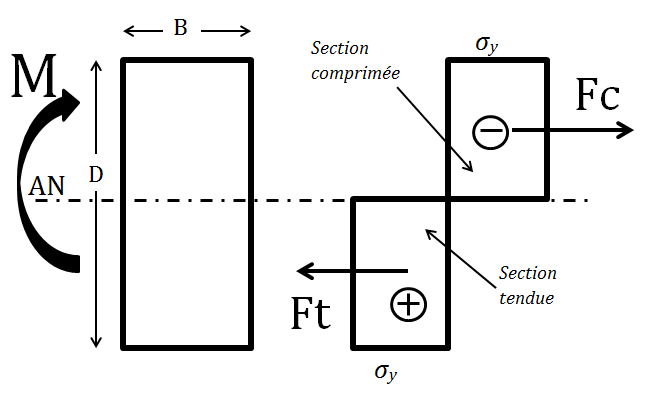 B
σy
Section
comprimée
M
Fc
−
D
AN
Section
tendue
Ft
+
σy